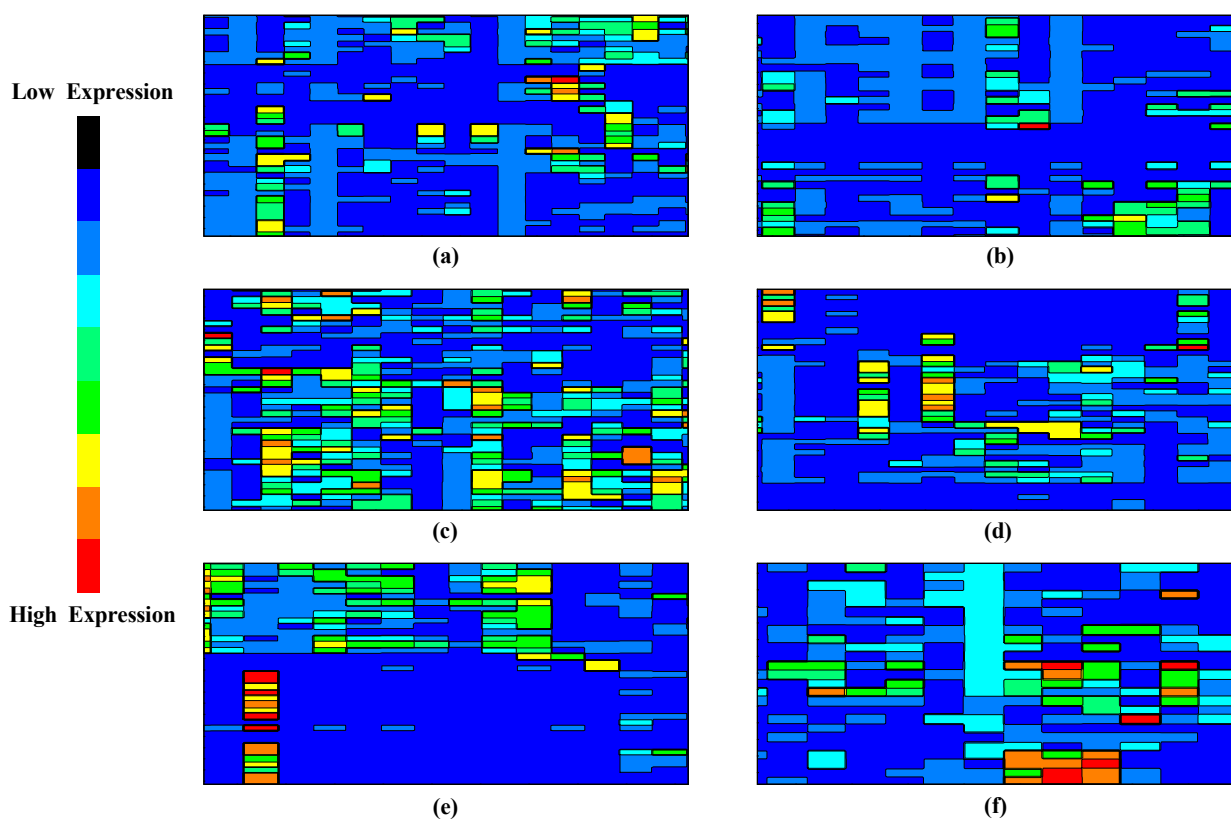 Low Expression
High Expression
(a)
(b)
(c)
(d)
(e)
(f)